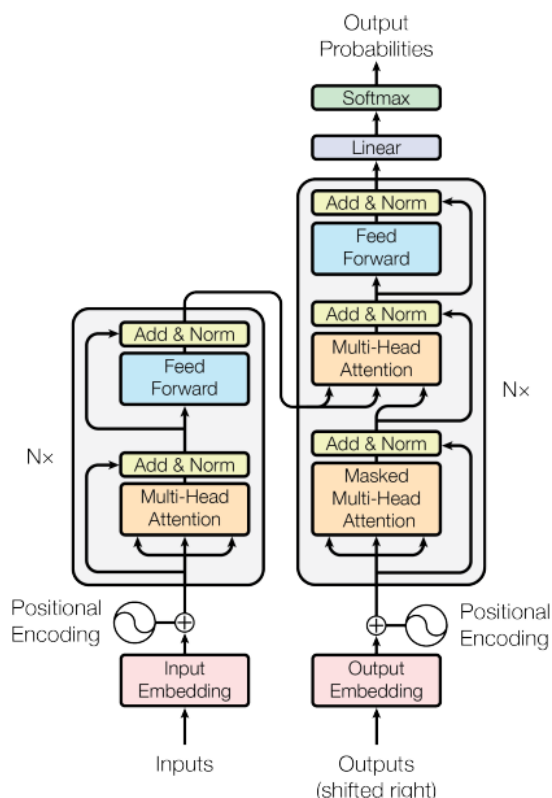 Output
Probabilities
Softmax
Linear
Add & Norm
Feed
Forward
Add & Norm
Multi-Head
Attention
Add & Norm
Masked
Multi-Head
Attention
N×
Add & Norm
Feed
Forward
Add & Norm
Multi-Head
Attention
N×
Positional
Encoding
Positional
Encoding
Input
Embedding
Output
Embedding
Inputs
Outputs
(shifted right)